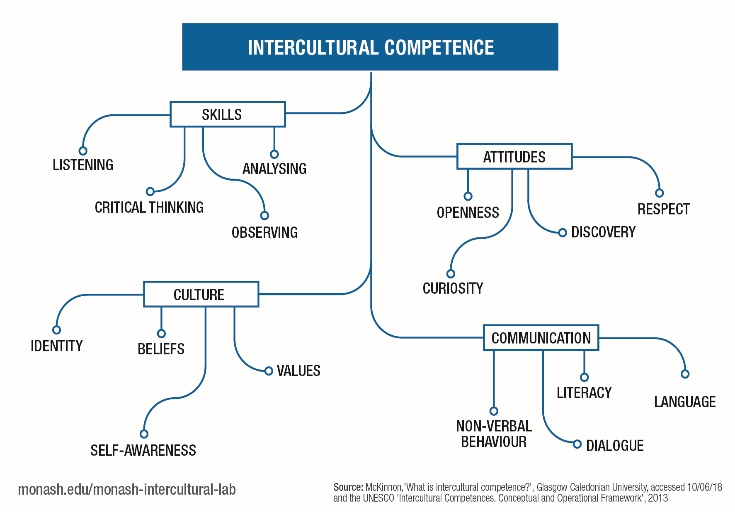 INTERCULTURAL COMPETENCE
SKILLS
LISTENING
CRITICAL THINKING
OBSERVING
ANALYSING
ATTITUDES
OPENNESS
CURIOSITY
DISCOVERY
RESPECT
CULTURE
IDENTITY
BELIEFS
SELF-AWARENESS
VALUES
COMMUNICATION
NON-VERBAL
BEHAVIOUR
DIALOGUE
LITERACY
LANGUAGE
monash.edu/monash-intercultural-lab
Source: McKinnon,'What is intercultural competence?', Glasgow Caledonian University, accessed 10/06/18
and the UNESCO 'Intercultural Competences. Conceptual and Operational Framework', 2013